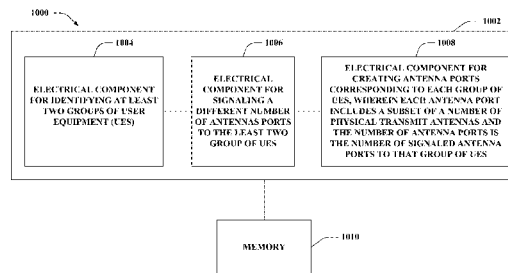 1000
1002
1004
1006
1008
ELECTRICAL COMPONENT
FOR IDENTIFYING AT LEAST
TWO GROUPS OF USER
EQUIPMENT (UES)
ELECTRICAL
COMPONENT FOR
SIGNALING A
DIFFERENT NUMBER
OF ANTENNAS PORTS
TO THE LEAST TWO
GROUP OF UES
ELECTRICAL COMPONENT FOR
CREATING ANTENNA PORTS
CORRESPONDING TO EACH GROUP OF
UES, WHEREIN EACH ANTENNA PORT
INCLUDES A SUBSET OF A NUMBER OF
PHYSICAL TRANSMIT ANTENNAS AND
THE NUMBER OF ANTENNA PORTS IS
THE NUMBER OF SIGNALED ANTENNA
PORTS TO THAT GROUP OF UES
MEMORY
1010